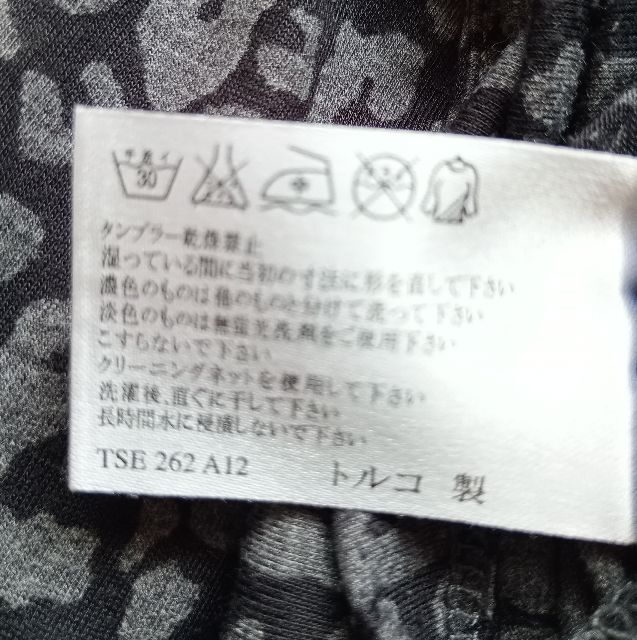 弱 30
タンブラー乾燥禁止
湿っている間に当初の寸法に形を直して下さい
濃色のものは他のものと分けて洗って下さい
淡色のものは無蛍光洗剤をご使用下さい
こすらないで下さい
クリーニングネットを使用して下さい
洗濯後、直ぐに干して下さい
長時間水に浸漬しないで下さい
TSE 262 A12 トルコ 製